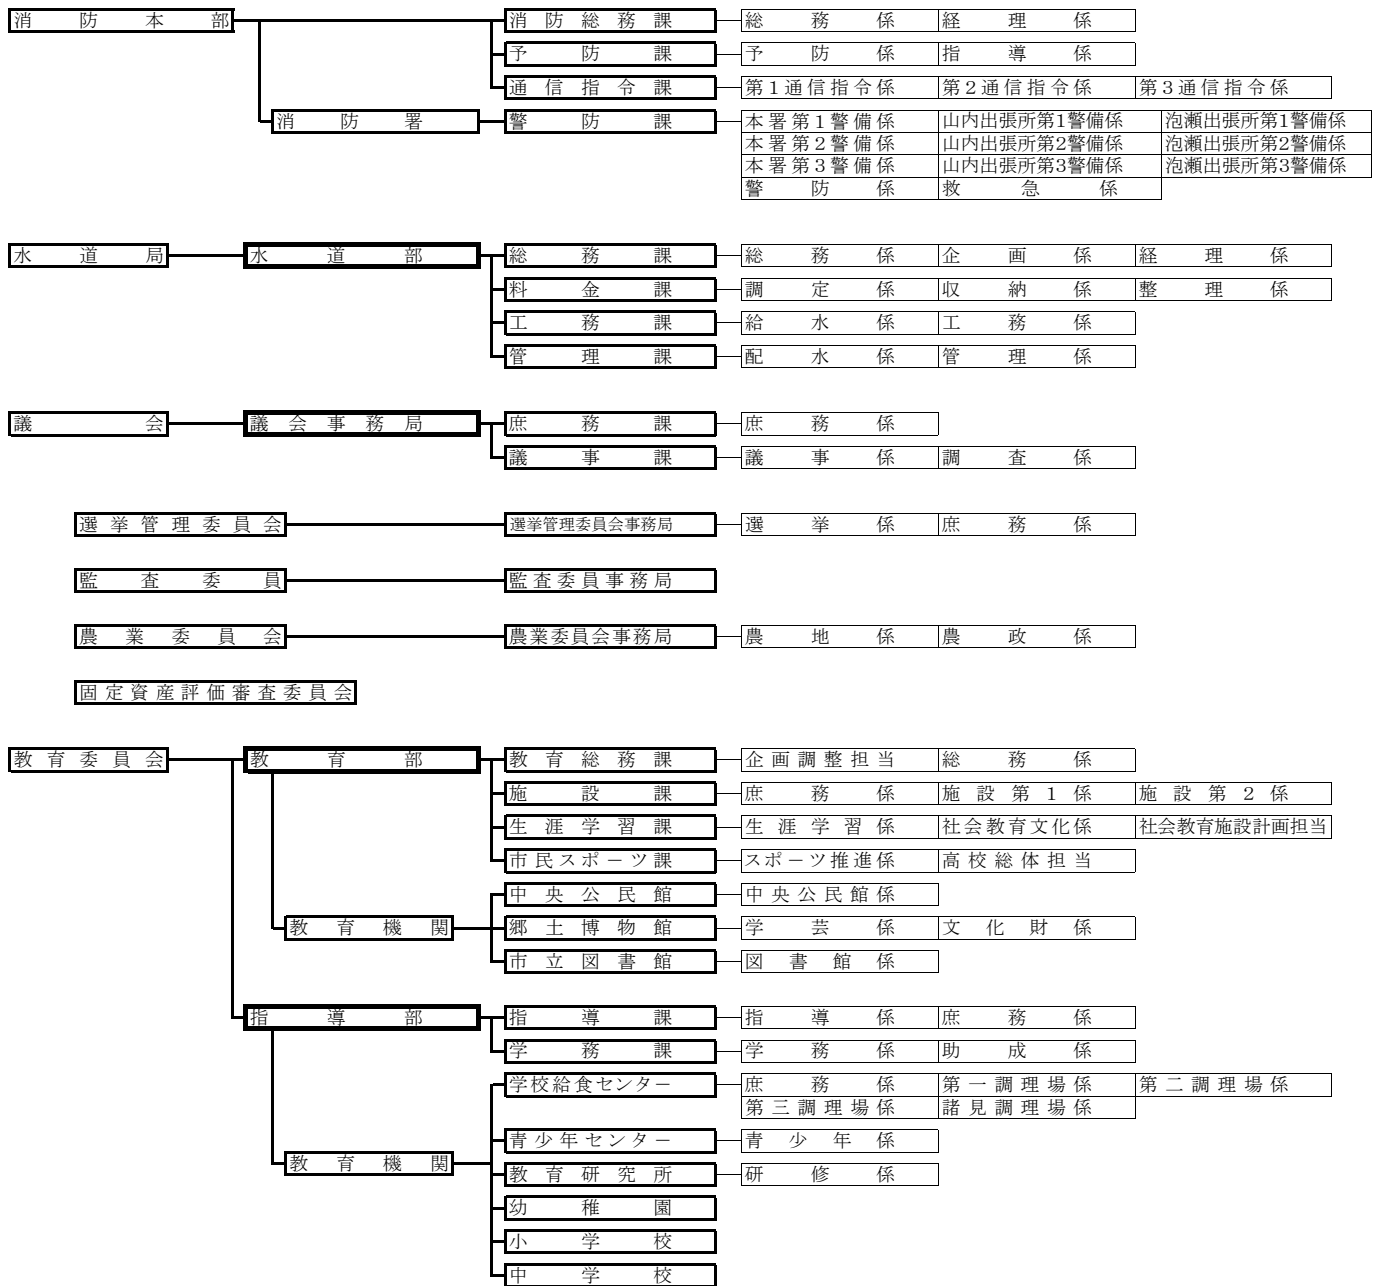 消防本部 消防総務課 総務係 経理係
予防課 予防係 指導係
通信指令課 第1通信指令係 第2通信指令係 第3通信指令係
消防署 警防課 本署第1警備係 山内出張所第1警備係 泡瀬出張所第1警備係
本署第2警備係 山内出張所第2警備係 泡瀬出張所第2警備係
本署第3警備係 山内出張所第3警備係 泡瀬出張所第3警備係
警防係 救急係
水道局 水道部 総務課 総務係 企画係 経理係
料金課 調定係 収納係 整理係
工務課 給水係 工務係
管理課 配水係 管理係
議会 議会事務局 庶務課 庶務係
議事課 議事係 調査係
選挙管理委員会 選挙管理委員会事務局 選挙係 庶務係
監査委員 監査委員事務局
農業委員会 農業委員会事務局 農地係 農政係
固定資産評価審査委員会
教育委員会 教育部 教育総務課 企画調整担当 総務係
施設課 庶務係 施設第1係 施設第2係
生涯学習課 生涯学習係 社会教育文化係 社会教育施設計画担当
市民スポーツ課 スポーツ推進係 高校総体担当
中央公民館 中央公民館係
教育機関 郷土博物館 学芸係 文化財係
市立図書館 図書館係
指導部 指導課 指導係 庶務係
学務課 学務係 助成係
学校給食センター 庶務係 第一調理場係 第二調理場係
第三調理場係 諸見調理場係
青少年センター 青少年係
教育機関 教育研究所 研修係
幼稚園
小学校
中学校